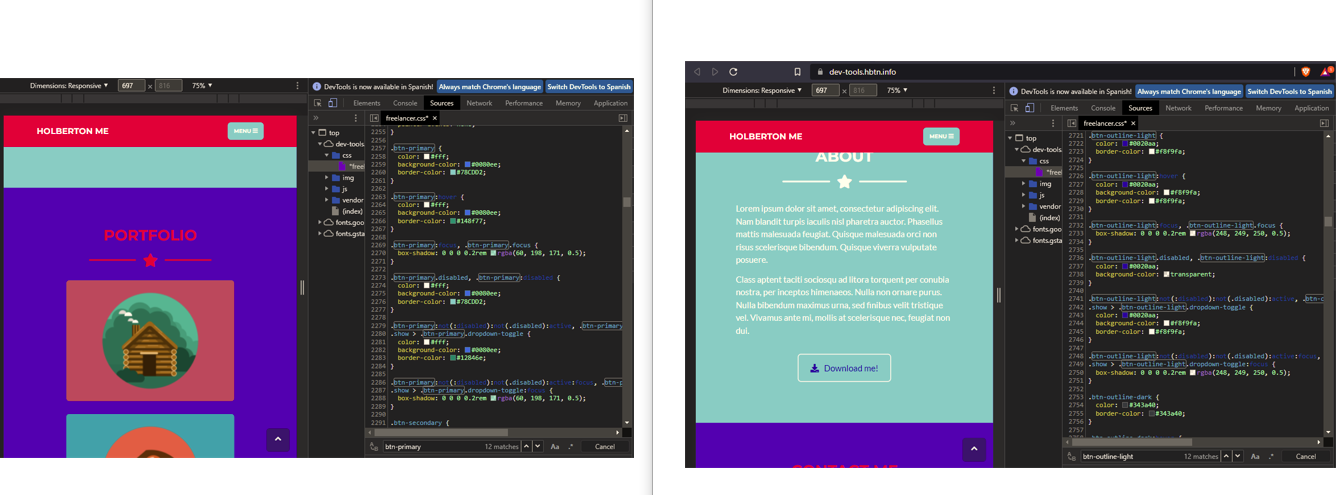 Dimensions: Responsive ▼ 697 × 816 75% ▼
DevTools is now available in Spanish! Always match Chrome's language Switch DevTools to Spanish
Elements Console Sources Network Performance Memory Application
» freelancer.css* ×
top
dev-tools
css
*free
img
js
vendor
(index)
fonts.goo
fonts.gsta
HOLBERTON ME MENU
PORTFOLIO
2255 }
2256
2257 .btn-primary {
2258 color: #fff;
2259 background-color: #0080ee;
2260 border-color: #78CDD2;
2261 }
2262
2263 .btn-primary:hover {
2264 color: #fff;
2265 background-color: #0080ee;
2266 border-color: #148f77;
2267 }
2268
2269 .btn-primary:focus, .btn-primary.focus {
2270 box-shadow: 0 0 0 0.2rem rgba(60, 198, 171, 0.5);
2271 }
2272
2273 .btn-primary.disabled, .btn-primary:disabled {
2274 color: #fff;
2275 background-color: #0080ee;
2276 border-color: #78CDD2;
2277 }
2278
2279 .btn-primary:not(:disabled):not(.disabled):active, .btn-primary
2280 .show > .btn-primary.dropdown-toggle {
2281 color: #fff;
2282 background-color: #0080ee;
2283 border-color: #12846e;
2284 }
2285
2286 .btn-primary:not(:disabled):not(.disabled):active:focus, .btn-p
2287 .show > .btn-primary.dropdown-toggle:focus {
2288 box-shadow: 0 0 0 0.2rem rgba(60, 198, 171, 0.5);
2289 }
2290
2291 .btn-secondary {
btn-primary 12 matches Aa .* Cancel
dev-tools.hbtn.info
Dimensions: Responsive ▼ 697 × 75% ▼
DevTools is now available in Spanish! Always match Chrome's language Switch DevTools to Spanish
Elements Console Sources Network Performance Memory Application
» freelancer.css* ×
top
dev-tools
css
*free
img
js
vendor
(index)
fonts.goo
fonts.gsta
HOLBERTON ME MENU
ABOUT
Lorem ipsum dolor sit amet, consectetur adipiscing elit.
Nam blandit turpis iaculis nisl pharetra auctor. Phasellus
mattis malesuada feugiat. Quisque malesuada orci non
risus scelerisque bibendum. Quisque viverra vulputate
posuere.
Class aptent taciti sociosqu ad litora torquent per conubia
nostra, per inceptos himenaeos. Nulla non ornare purus.
Nulla bibendum maximus urna, sed finibus velit tristique
vel. Vivamus ante mi, mollis at scelerisque nec, feugiat non
dui.
Download me!
CONTACT ME
2721 .btn-outline-light {
2722 color: #0020aa;
2723 border-color: #f8f9fa;
2724 }
2725
2726 .btn-outline-light:hover {
2727 color: #0020aa;
2728 background-color: #f8f9fa;
2729 border-color: #f8f9fa;
2730 }
2731
2732 .btn-outline-light:focus, .btn-outline-light.focus {
2733 box-shadow: 0 0 0 0.2rem rgba(248, 249, 250, 0.5);
2734 }
2735
2736 .btn-outline-light.disabled, .btn-outline-light:disabled {
2737 color: #0020aa;
2738 background-color: transparent;
2739 }
2740
2741 .btn-outline-light:not(:disabled):not(.disabled):active, .btn-o
2742 .show > .btn-outline-light.dropdown-toggle {
2743 color: #0020aa;
2744 background-color: #f8f9fa;
2745 border-color: #f8f9fa;
2746 }
2747
2748 .btn-outline-light:not(:disabled):not(.disabled):active:focus,
2749 .show > .btn-outline-light.dropdown-toggle:focus {
2750 box-shadow: 0 0 0 0.2rem rgba(248, 249, 250, 0.5);
2751 }
2752
2753 .btn-outline-dark {
2754 color: #343a40;
2755 border-color: #343a40;
2756 }
2757
btn-outline-light 12 matches Aa .* Cancel